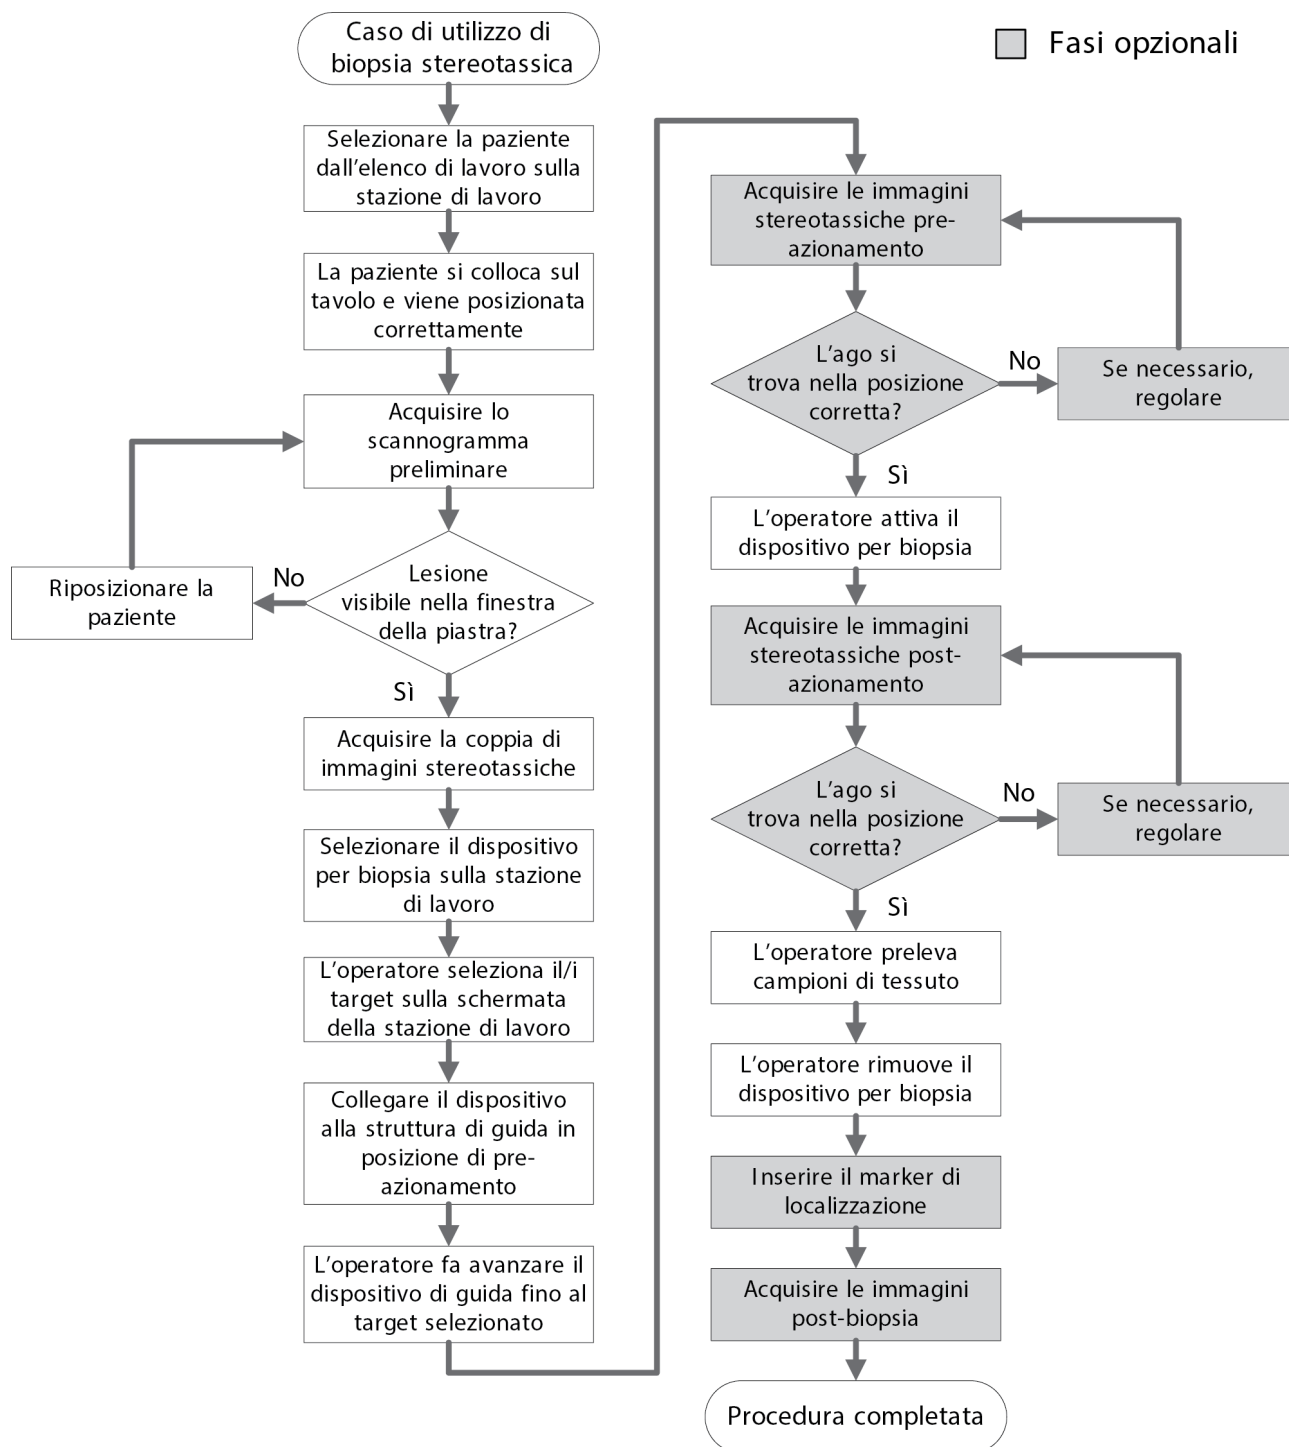 Caso di utilizzo di
biopsia stereotassica
Fasi opzionali
Selezionare la paziente
dall'elenco di lavoro sulla
stazione di lavoro
La paziente si colloca sul
tavolo e viene posizionata
correttamente
Acquisire lo
scannogramma
preliminare
Lesione
visibile nella finestra
della piastra?
No
Riposizionare la
paziente
Sì
Acquisire la coppia di
immagini stereotassiche
Selezionare il dispositivo
per biopsia sulla stazione
di lavoro
L'operatore seleziona il/i
target sulla schermata
della stazione di lavoro
Collegare il dispositivo
alla struttura di guida in
posizione di pre-
azionamento
L'operatore fa avanzare il
dispositivo di guida fino al
target selezionato
Acquisire le immagini
stereotassiche pre-
azionamento
L'ago si
trova nella posizione
corretta?
No
Se necessario,
regolare
Sì
L'operatore attiva il
dispositivo per biopsia
Acquisire le immagini
stereotassiche post-
azionamento
L'ago si
trova nella posizione
corretta?
No
Se necessario,
regolare
Sì
L'operatore preleva
campioni di tessuto
L'operatore rimuove il
dispositivo per biopsia
Inserire il marker di
localizzazione
Acquisire le immagini
post-biopsia
Procedura completata